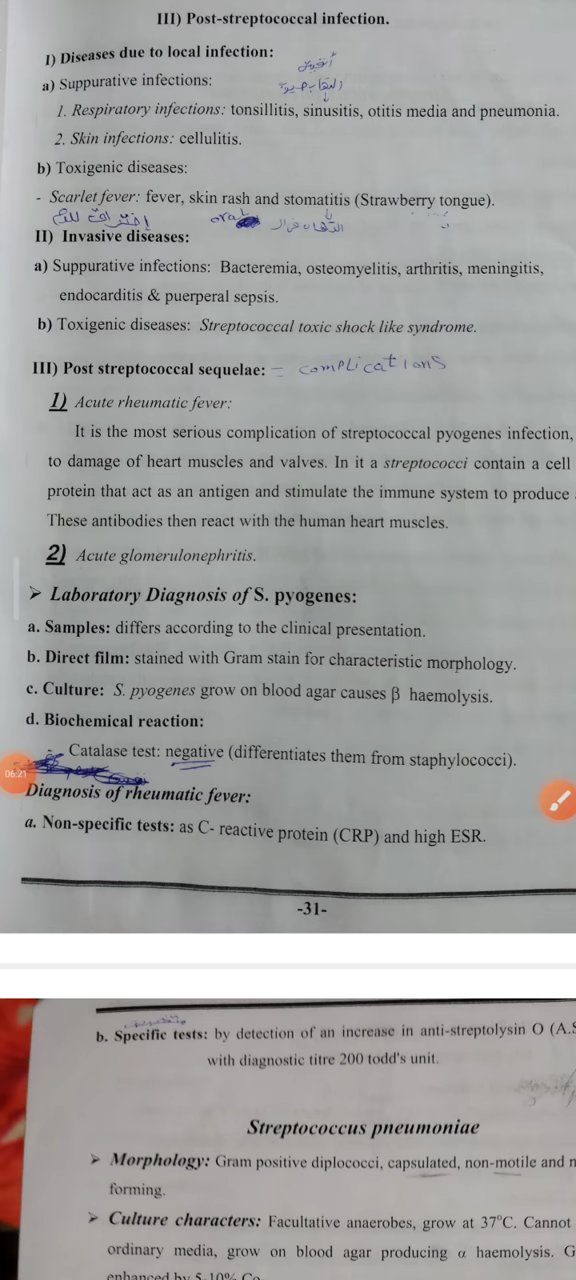 III) Post-streptococcal infection.
I) Diseases due to local infection:
a) Suppurative infections:
1. Respiratory infections: tonsillitis, sinusitis, otitis media and pneumonia.
2. Skin infections: cellulitis.
b) Toxigenic diseases:
- Scarlet fever: fever, skin rash and stomatitis (Strawberry tongue).
oral
II) Invasive diseases:
a) Suppurative infections: Bacteremia, osteomyelitis, arthritis, meningitis,
endocarditis & puerperal sepsis.
b) Toxigenic diseases: Streptococcal toxic shock like syndrome.
III) Post streptococcal sequelae: = complications
1) Acute rheumatic fever:
It is the most serious complication of streptococcal pyogenes infection,
to damage of heart muscles and valves. In it a streptococci contain a cell
protein that act as an antigen and stimulate the immune system to produce
These antibodies then react with the human heart muscles.
2) Acute glomerulonephritis.
➤ Laboratory Diagnosis of S. pyogenes:
a. Samples: differs according to the clinical presentation.
b. Direct film: stained with Gram stain for characteristic morphology.
c. Culture: S. pyogenes grow on blood agar causes β haemolysis.
d. Biochemical reaction:
Catalase test: negative (differentiates them from staphylococci).
06:21
Diagnosis of rheumatic fever:
a. Non-specific tests: as C- reactive protein (CRP) and high ESR.
-31-
b. Specific tests: by detection of an increase in anti-streptolysin O (A.S
with diagnostic titre 200 todd's unit.
Streptococcus pneumoniae
➤ Morphology: Gram positive diplococci, capsulated, non-motile and n
forming.
➤ Culture characters: Facultative anaerobes, grow at 37°C. Cannot
ordinary media, grow on blood agar producing α haemolysis. G
enhanced by 5-10% Co